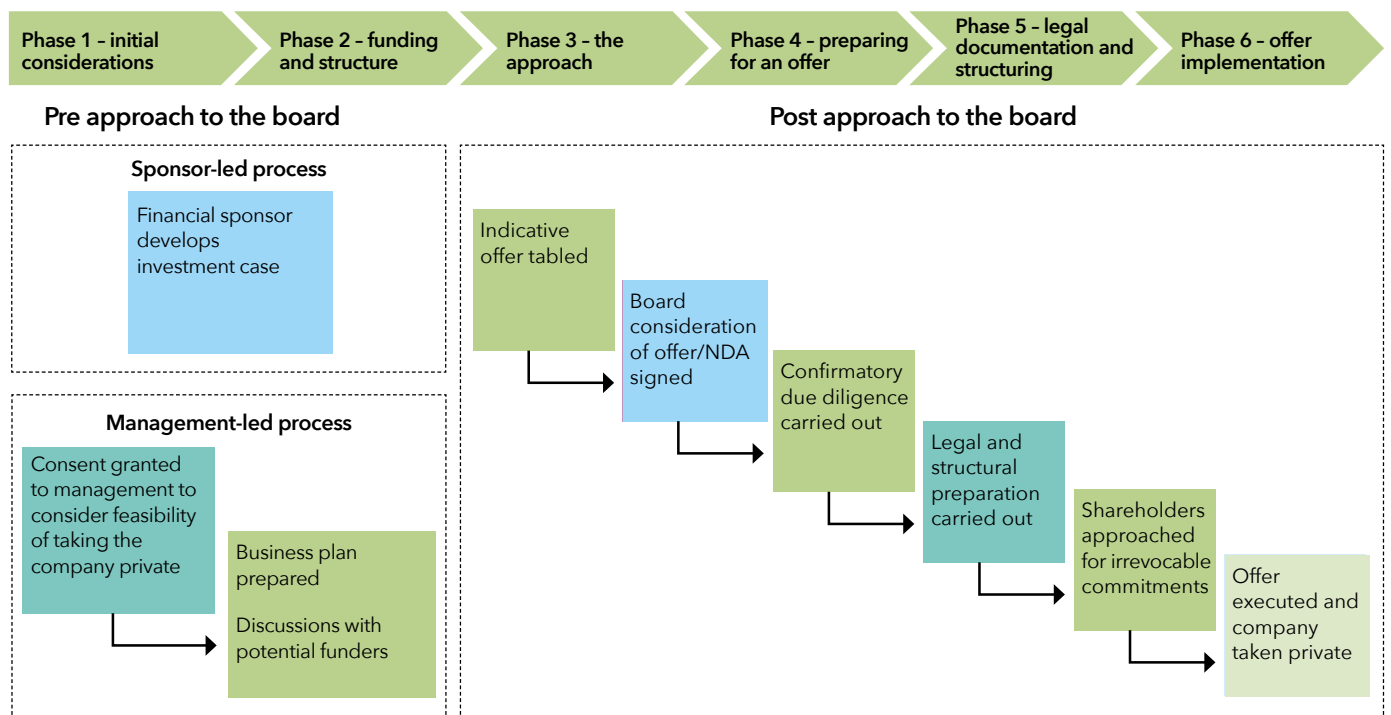 Phase 1 – initial
considerations
Phase 2 – funding
and structure
Phase 3 – the
approach
Phase 4 – preparing
for an offer
Phase 5 – legal
documentation and
structuring
Phase 6 – offer
implementation
Pre approach to the board
Post approach to the board
Sponsor-led process
Financial sponsor
develops
investment case
Management-led process
Consent granted
to management to
consider feasibility
of taking the
company private
Business plan
prepared
Discussions with
potential funders
Indicative
offer tabled
Board
consideration
of offer/NDA
signed
Confirmatory
due diligence
carried out
Legal and
structural
preparation
carried out
Shareholders
approached
for irrevocable
commitments
Offer
executed and
company
taken private